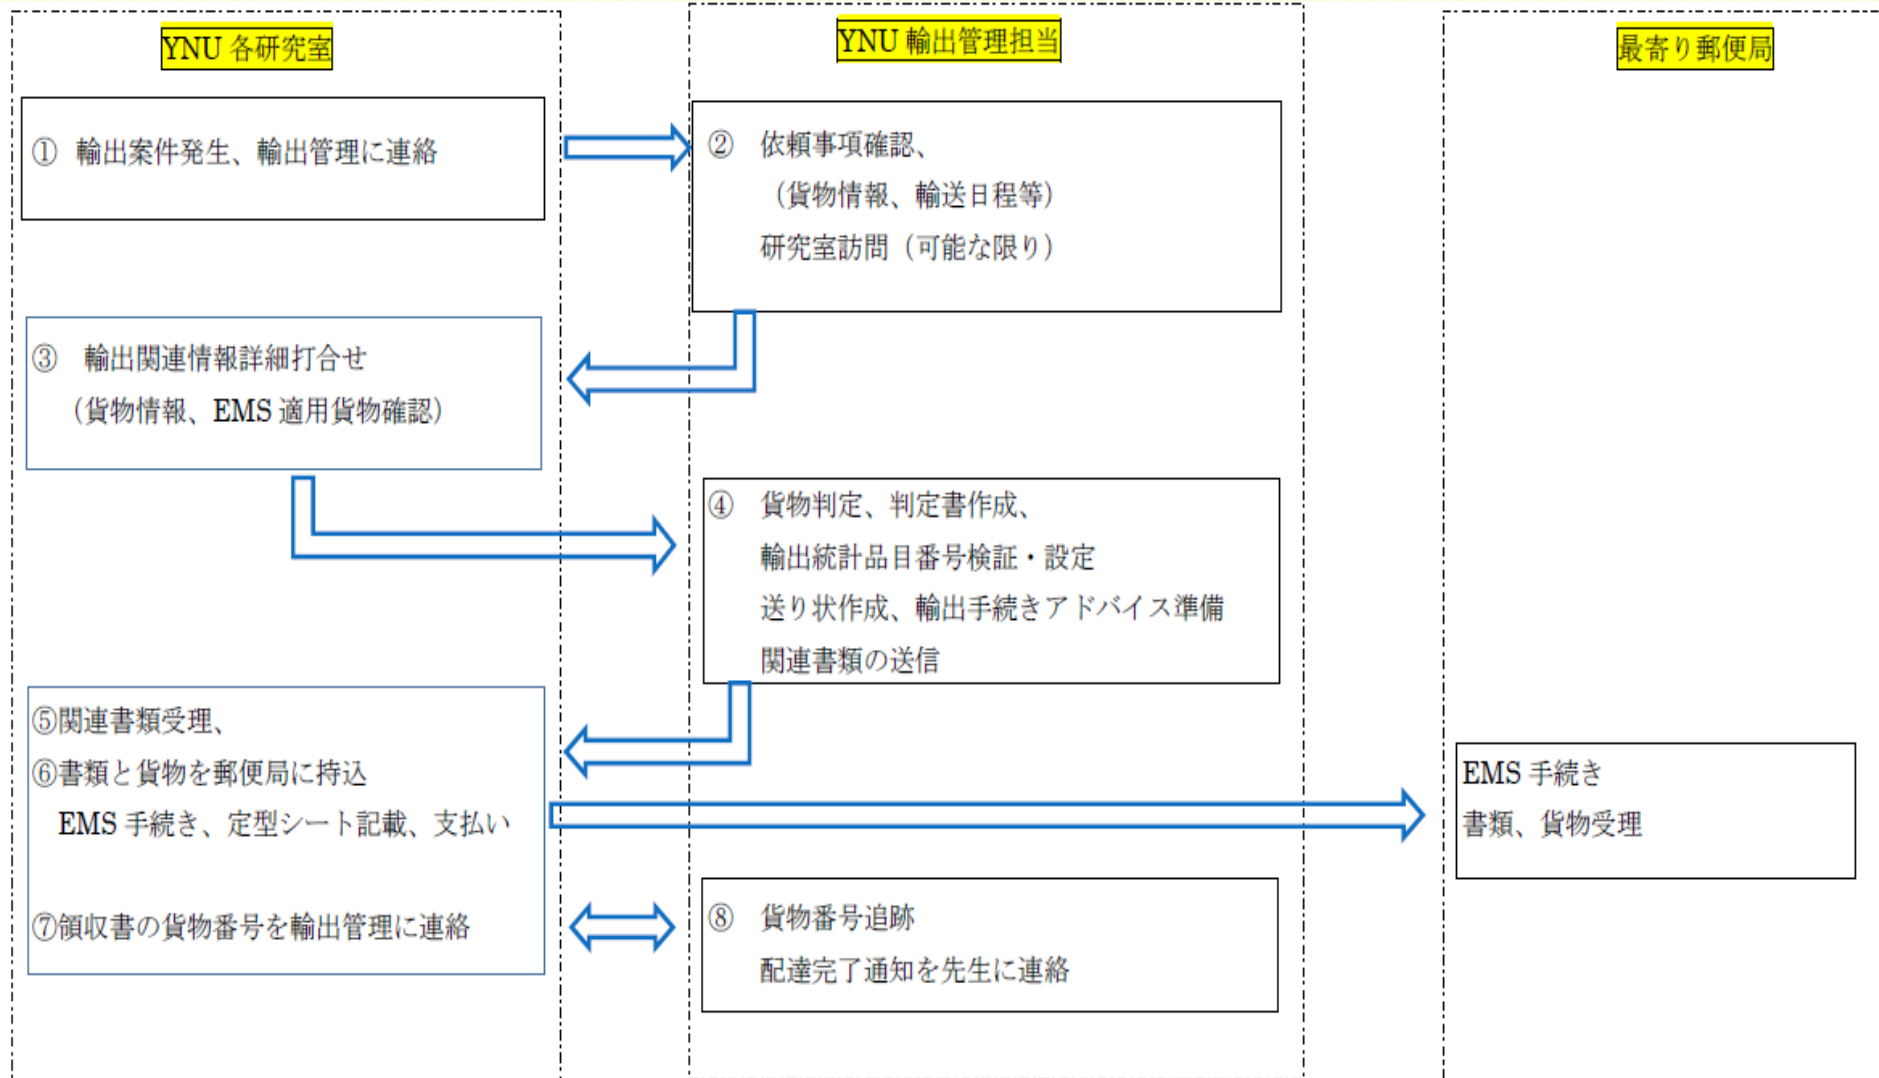 YNU 各研究室
YNU 輸出管理担当
最寄り郵便局
① 輸出案件発生、輸出管理に連絡
② 依頼事項確認、
（貨物情報、輸送日程等）
研究室訪問（可能な限り）
③ 輸出関連情報詳細打合せ
（貨物情報、EMS 適用貨物確認）
④ 貨物判定、判定書作成、
輸出統計品目番号検証・設定
送り状作成、輸出手続きアドバイス準備
関連書類の送信
⑤関連書類受理、
⑥書類と貨物を郵便局に持込
EMS 手続き、定型シート記載、支払い
EMS 手続き
書類、貨物受理
⑦領収書の貨物番号を輸出管理に連絡
⑧ 貨物番号追跡
配達完了通知を先生に連絡